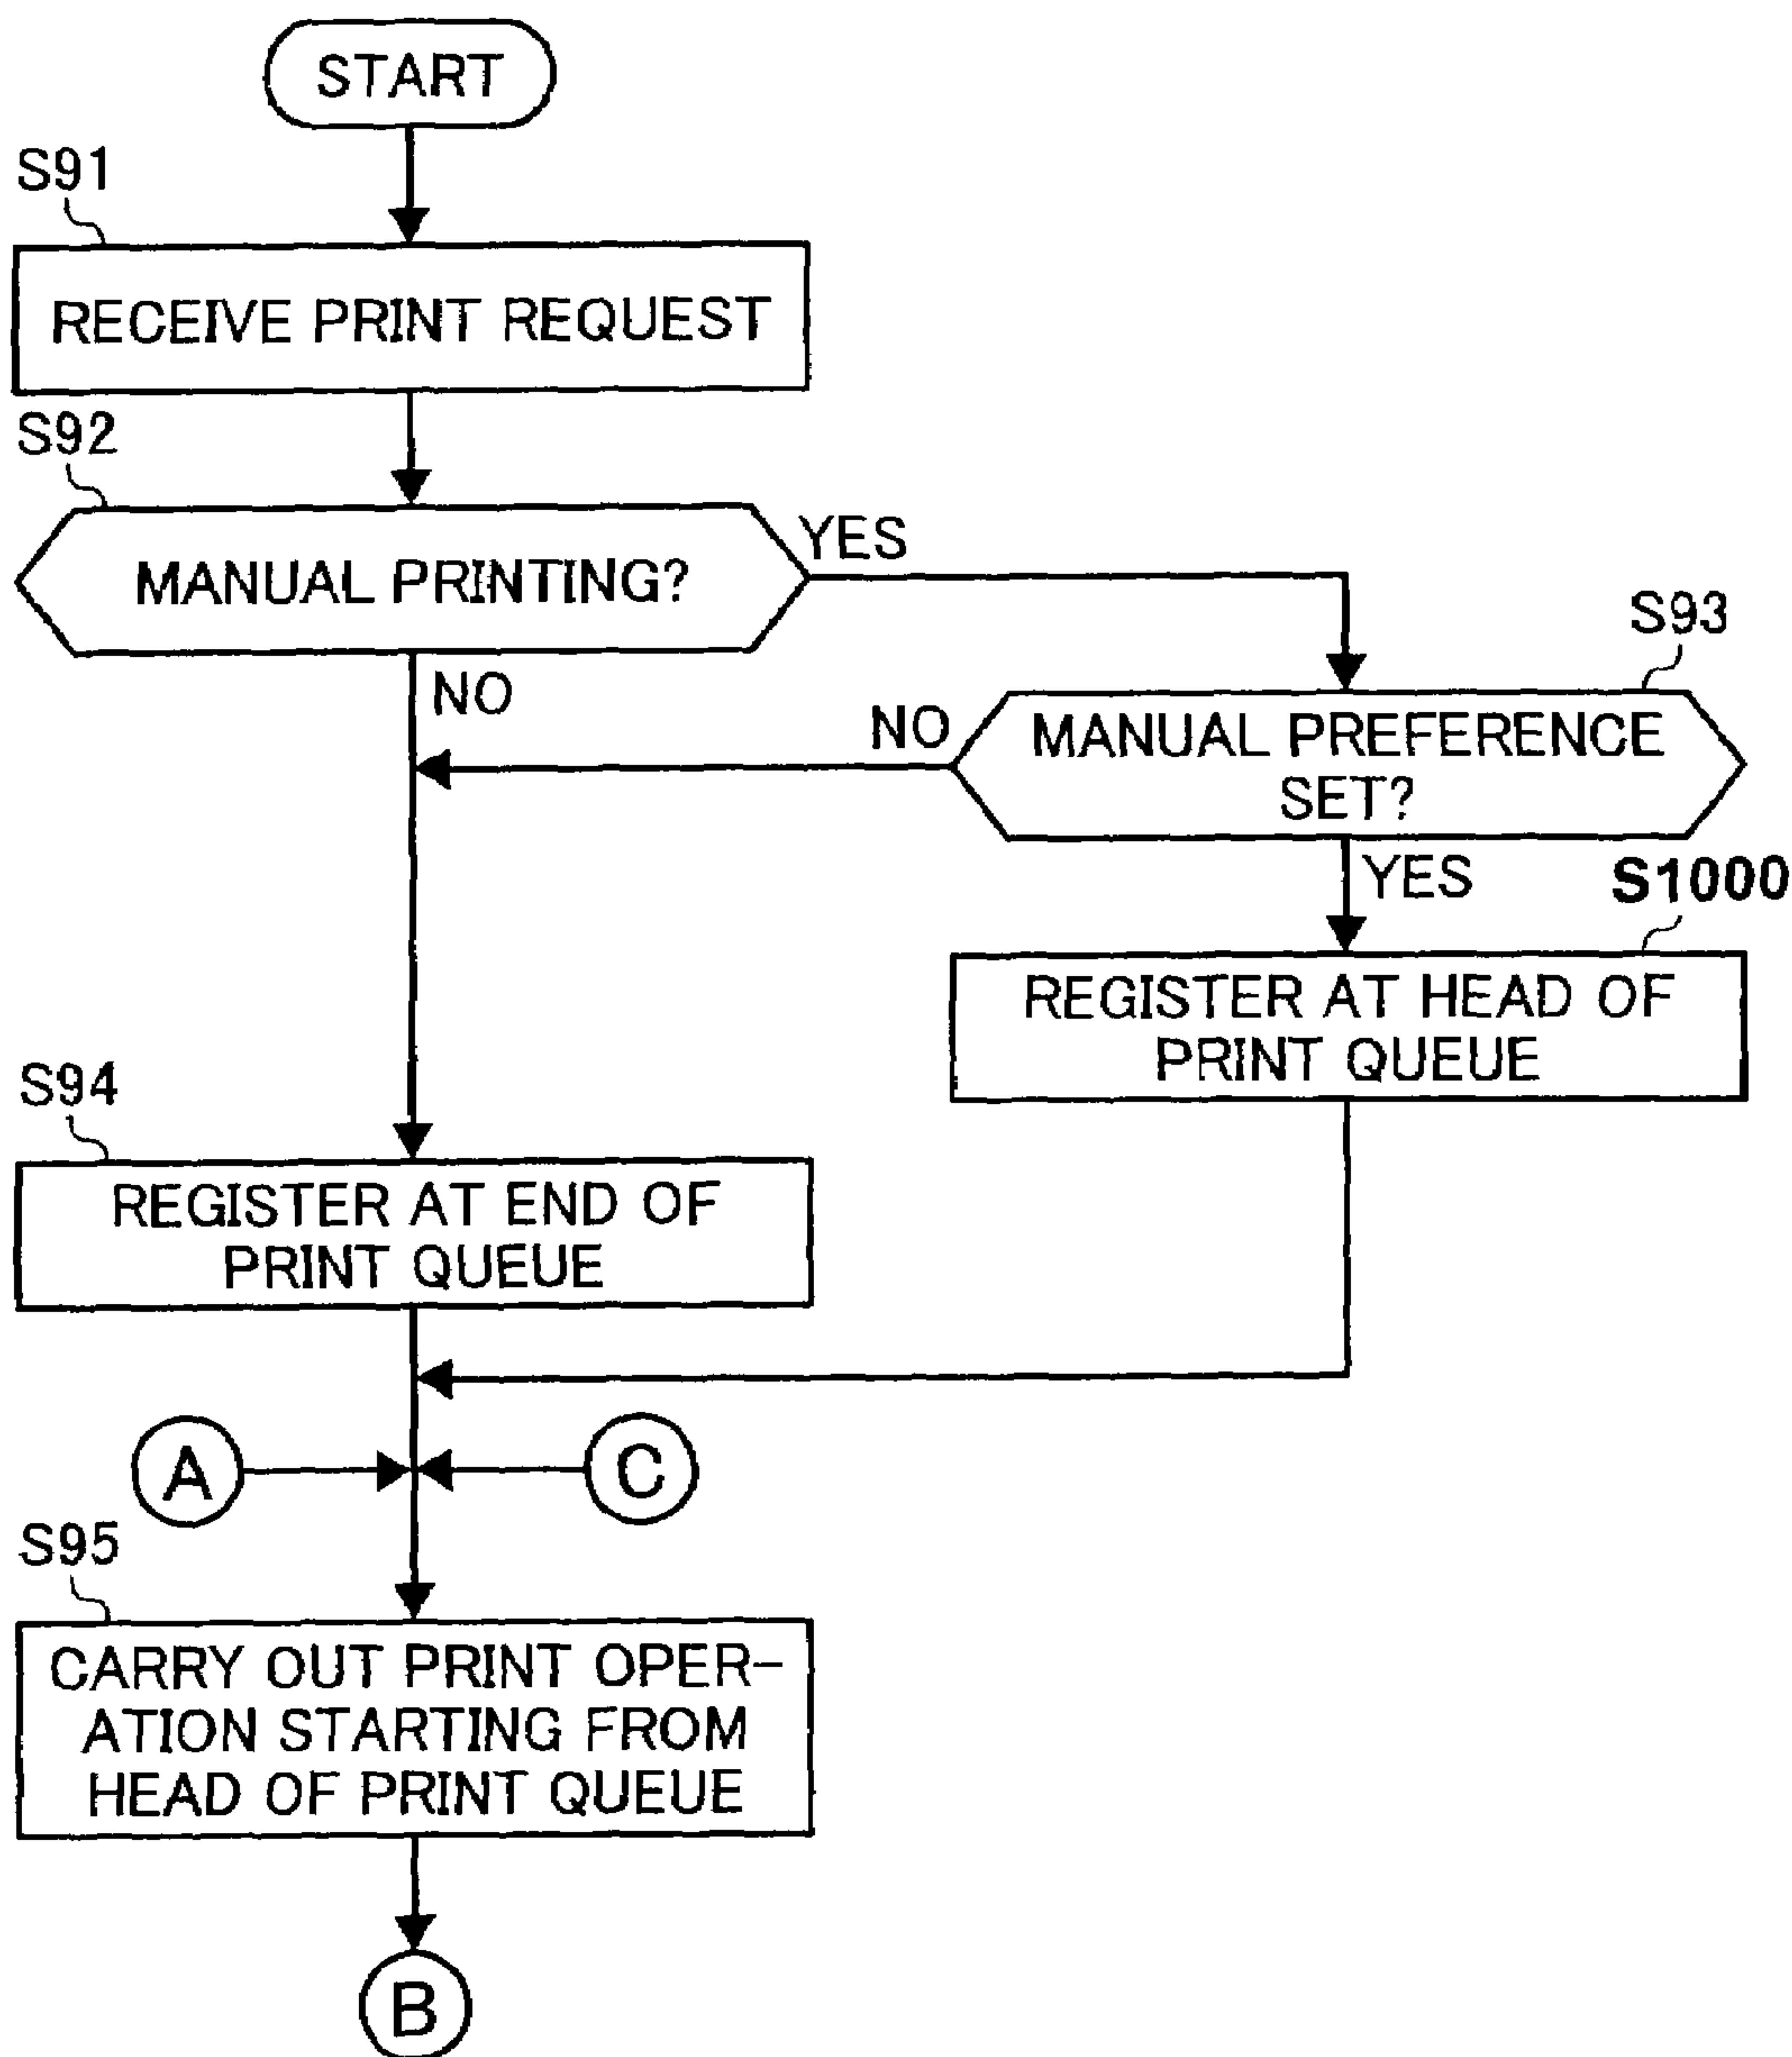 START
S91
RECEIVE PRINT REQUEST
S92
MANUAL PRINTING?
YES
NO
S93
MANUAL PREFERENCE
SET?
NO
YES
S1000
REGISTER AT HEAD OF
PRINT QUEUE
S94
REGISTER AT END OF
PRINT QUEUE
A
C
S95
CARRY OUT PRINT OPER-
ATION STARTING FROM
HEAD OF PRINT QUEUE
B